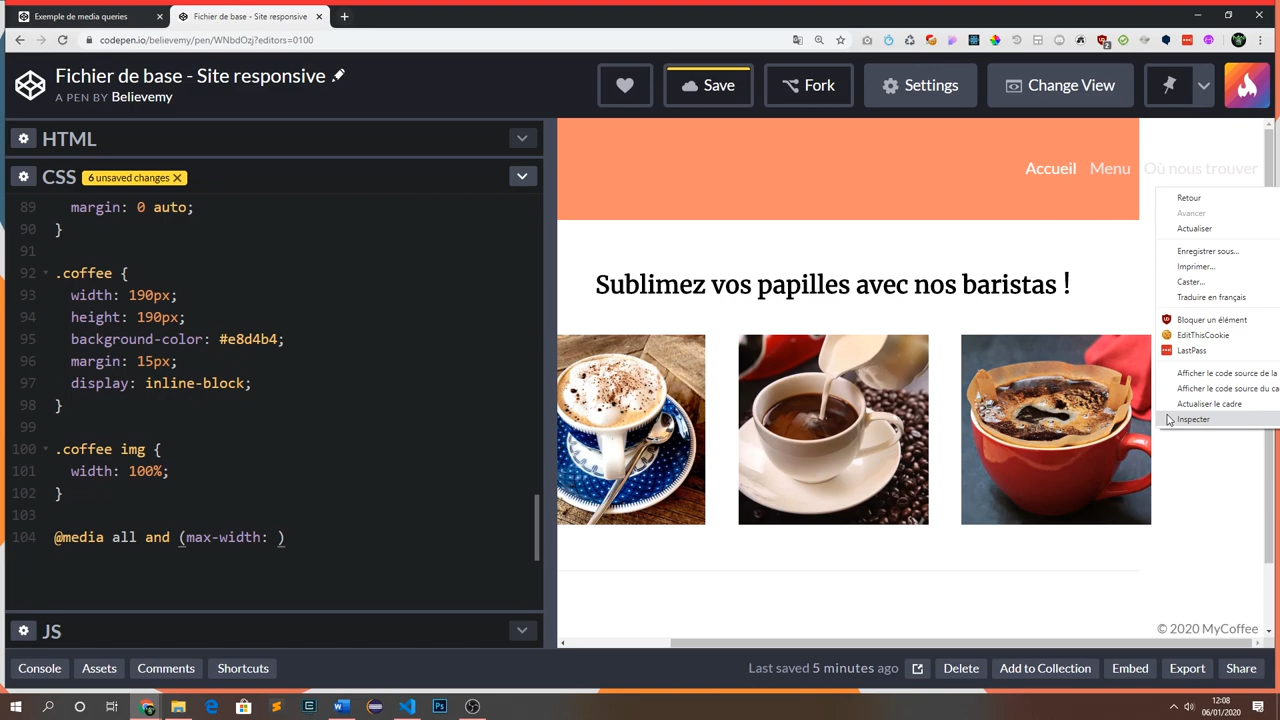 Exemple de media queries
Fichier de base - Site responsive
codepen.io/believemy/pen/WNbdOzj?editors=0100
Fichier de base - Site responsive
A PEN BY Believemy
Save
Fork
Settings
Change View
HTML
CSS
6 unsaved changes
89 margin: 0 auto;
90 }
91
92 .coffee {
93 width: 190px;
94 height: 190px;
95 background-color: #e8d4b4;
96 margin: 15px;
97 display: inline-block;
98 }
99
100 .coffee img {
101 width: 100%;
102 }
103
104 @media all and (max-width: )
JS
Accueil Menu Où nous trouver
Sublimez vos papilles avec nos baristas !
© 2020 MyCoffee
Retour
Avancer
Actualiser
Enregistrer sous...
Imprimer...
Caster...
Traduire en français
Bloquer un élément
EditThisCookie
LastPass
Afficher le code source de la
Afficher le code source du ca
Actualiser le cadre
Inspecter
Console
Assets
Comments
Shortcuts
Last saved 5 minutes ago
Delete
Add to Collection
Embed
Export
Share
12:08
06/01/2020